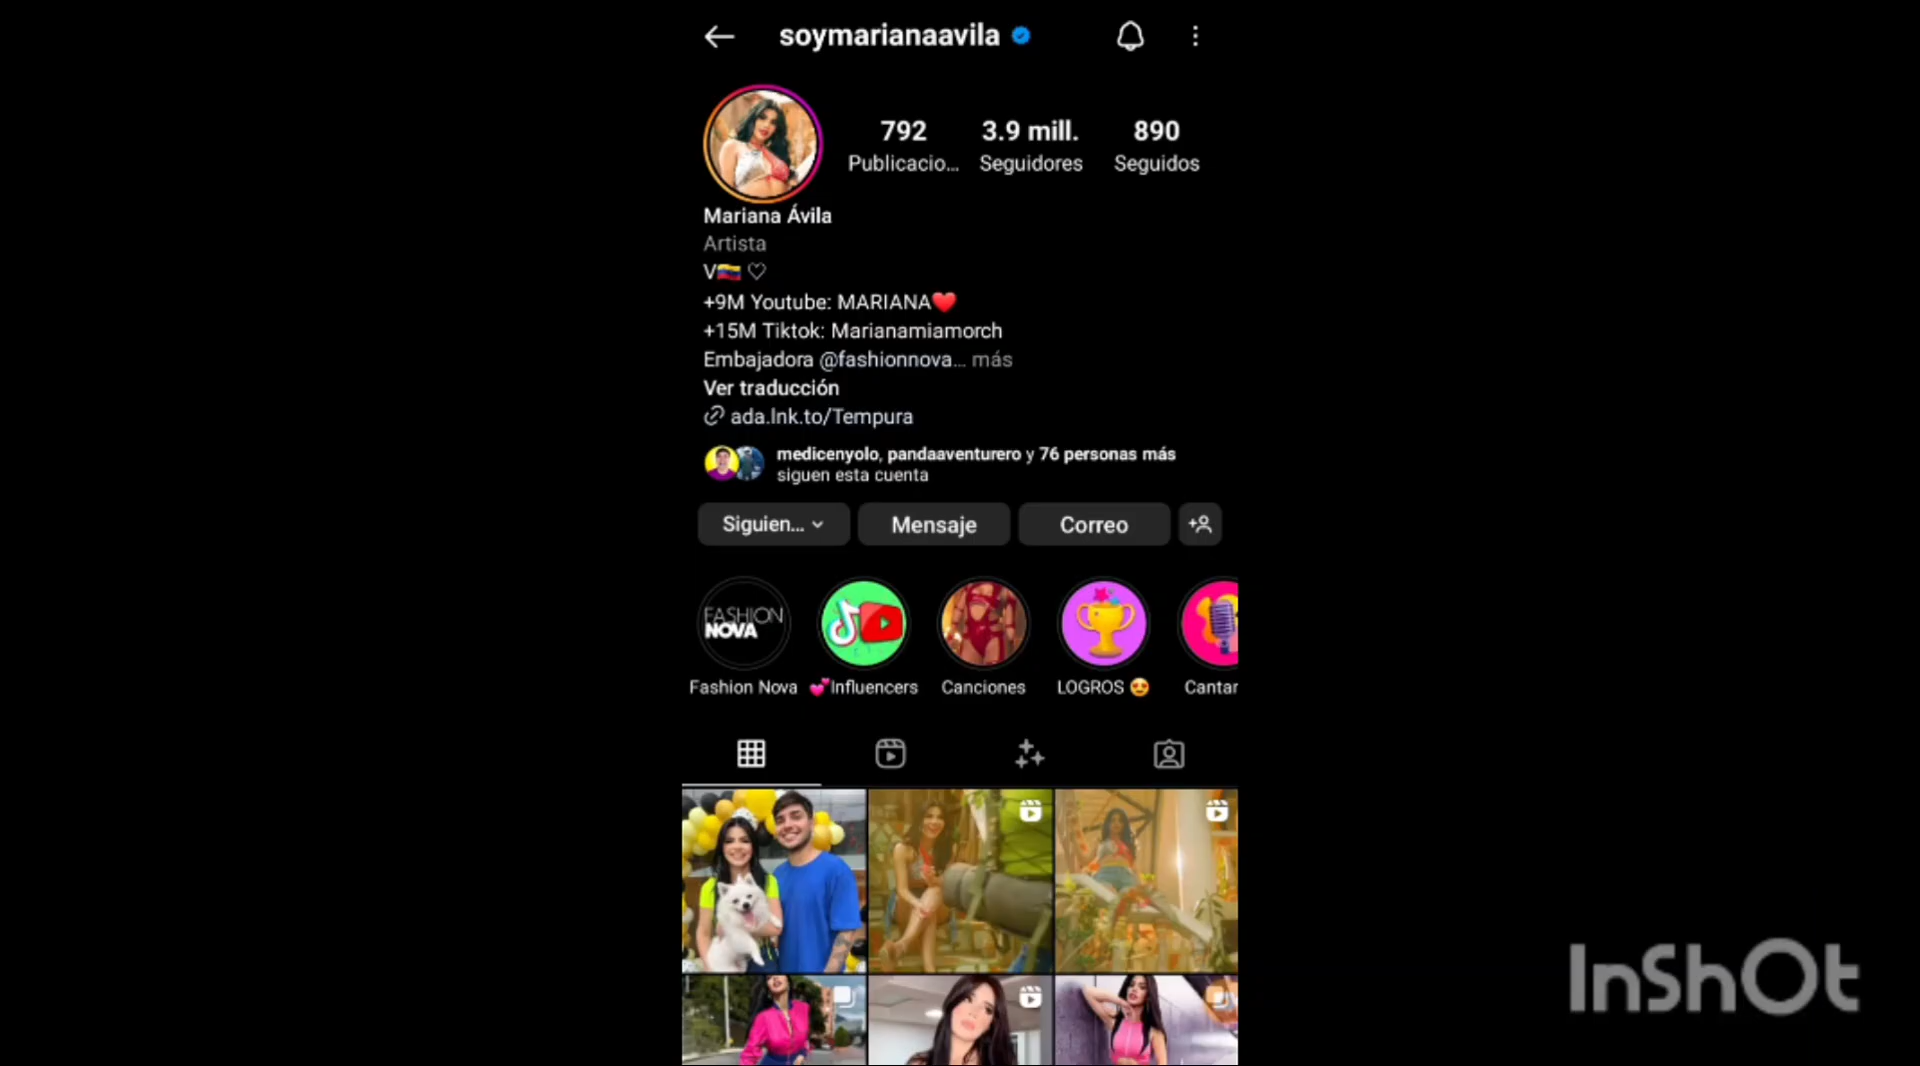 soymarianaavila
792 3.9 mill. 890
Publicacio... Seguidores Seguidos
Mariana Ávila
Artista
V🇻🇪 ♡
+9M Youtube: MARIANA❤️
+15M Tiktok: Marianamiamorch
Embajadora @fashionnova... más
Ver traducción
ada.lnk.to/Tempura
medicenyolo, pandaaventurero y 76 personas más
siguen esta cuenta
Siguien... Mensaje Correo
FASHION
NOVA
Fashion Nova 💕Influencers Canciones LOGROS 😍 Cantar
InShOt